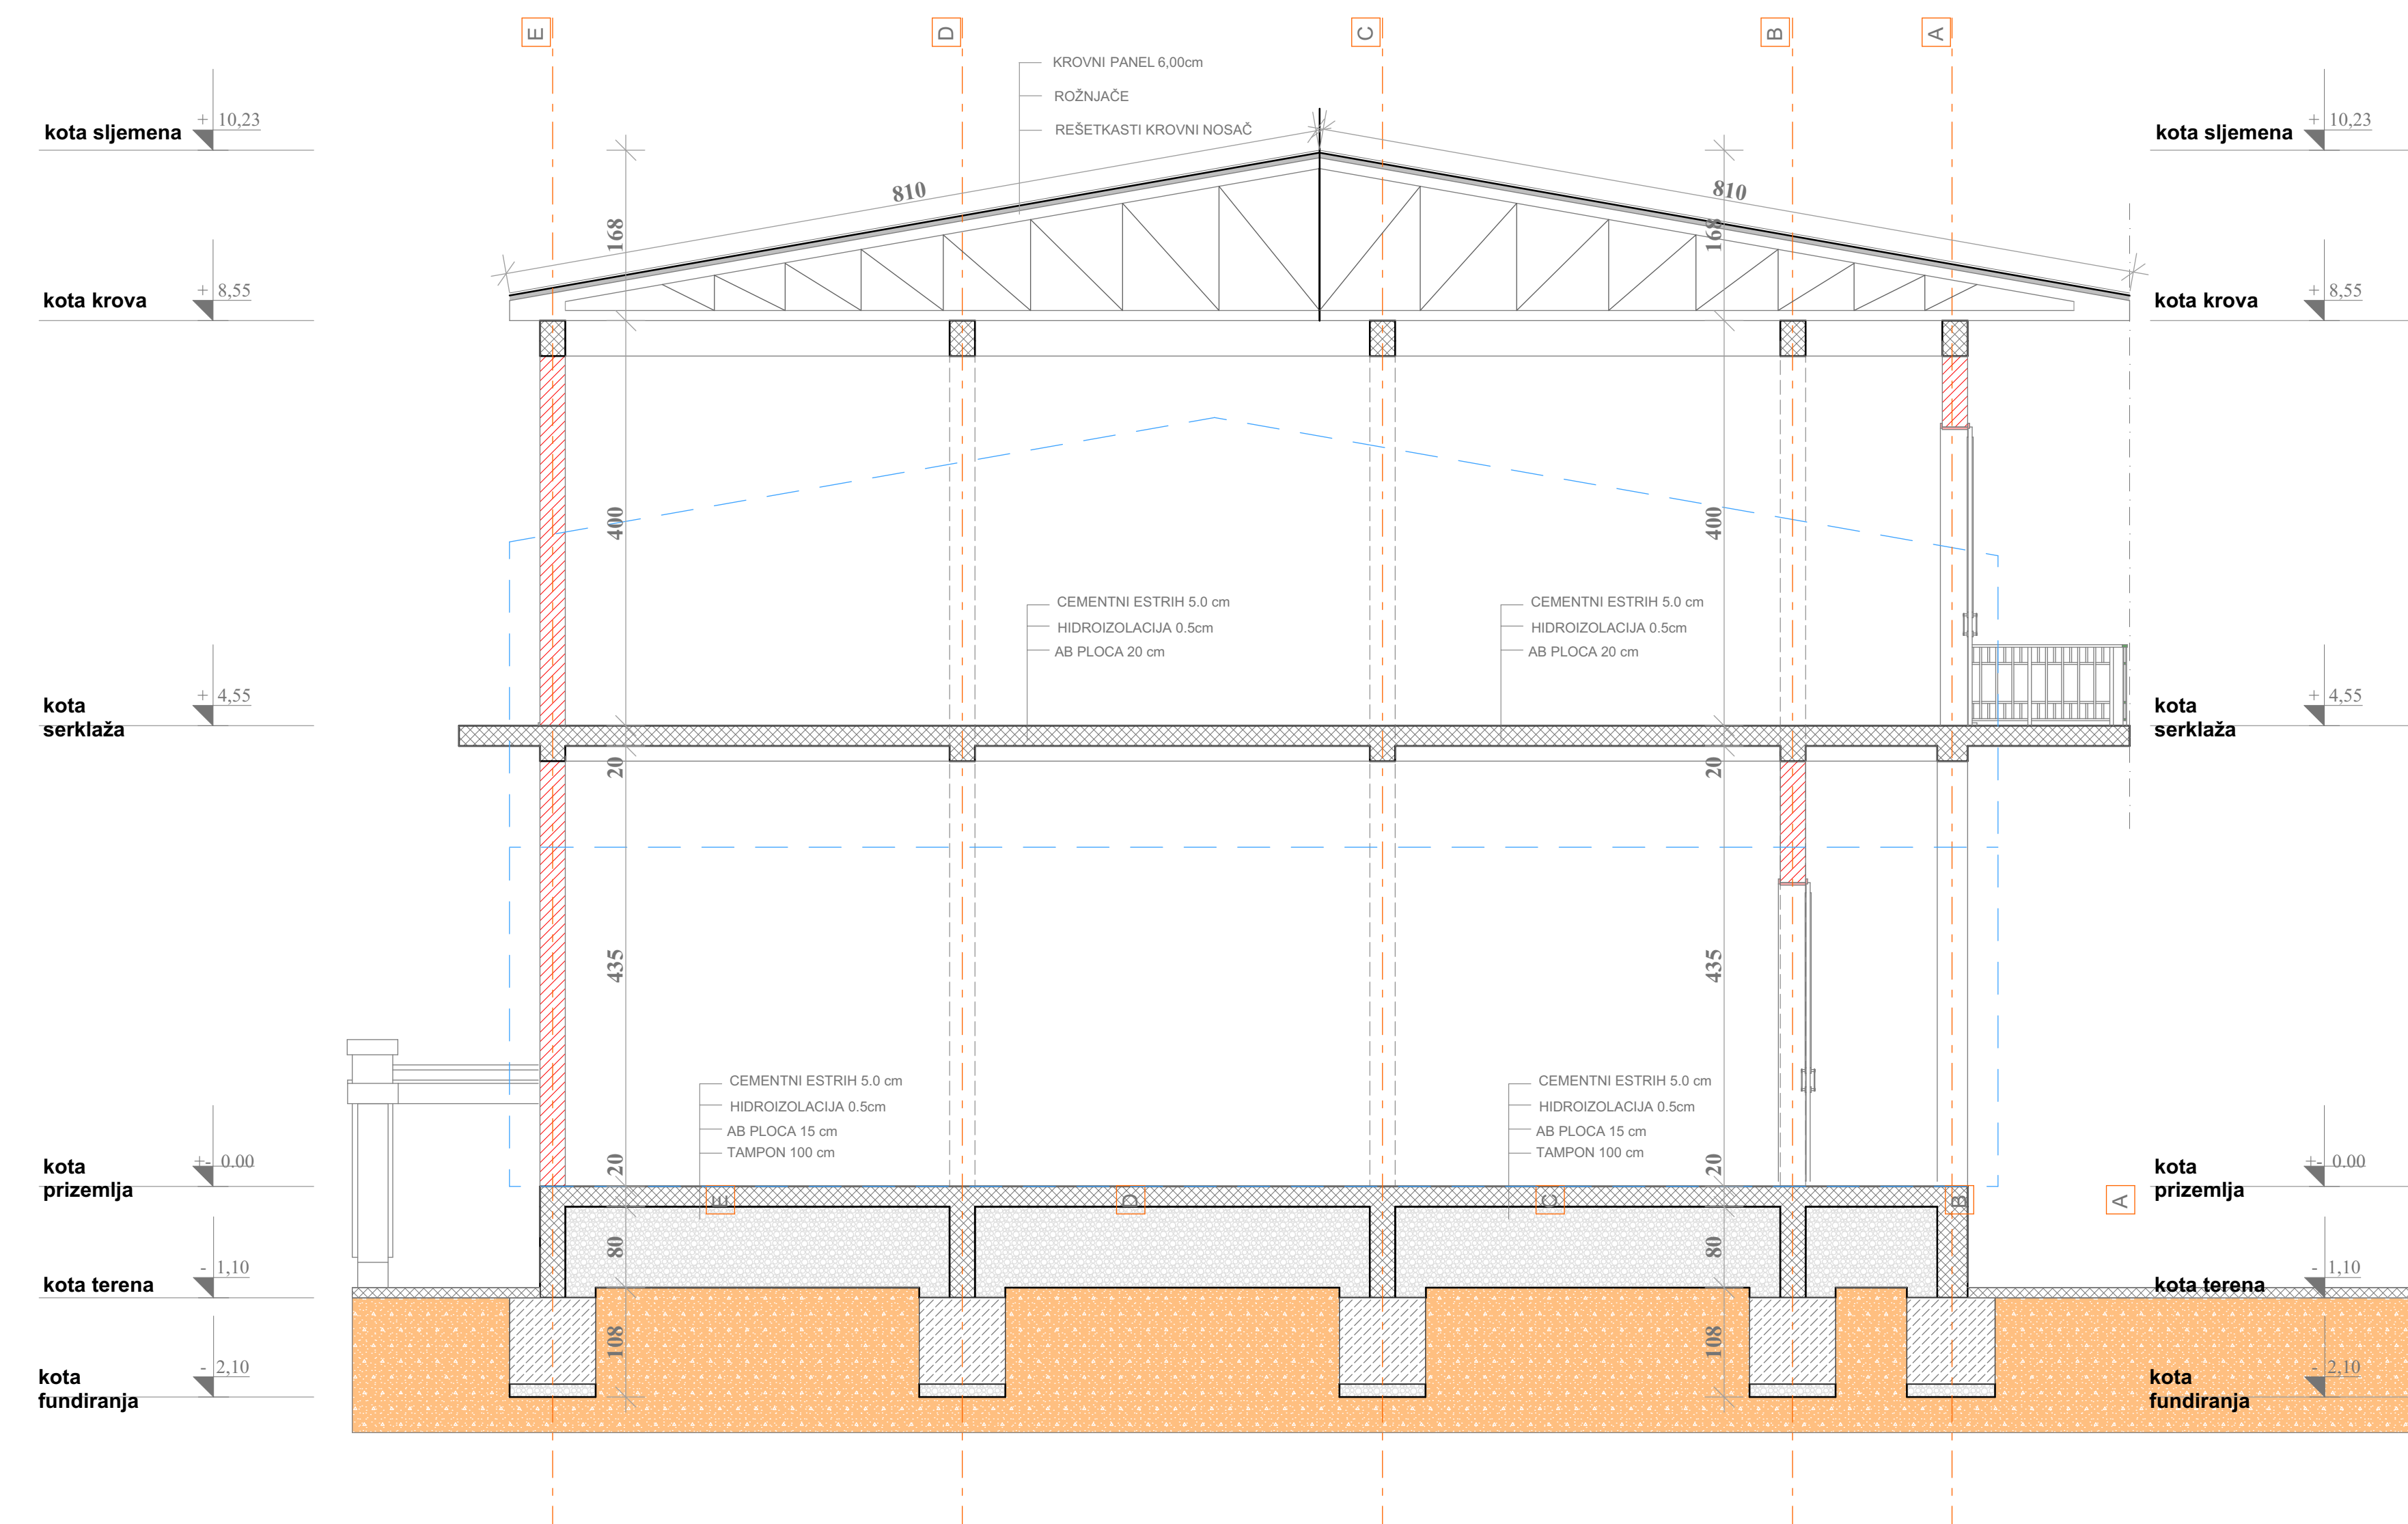 E
D
C
B
A
KROVNI PANEL 6,00cm
ROŽNJAČE
REŠETKASTI KROVNI NOSAČ
kota sljemena
+ 10,23
kota sljemena
+ 10,23
810
810
168
168
kota krova
+ 8,55
kota krova
+ 8,55
400
400
CEMENTNI ESTRIH 5.0 cm
HIDROIZOLACIJA 0.5cm
AB PLOCA 20 cm
CEMENTNI ESTRIH 5.0 cm
HIDROIZOLACIJA 0.5cm
AB PLOCA 20 cm
kota
serklaža
+ 4,55
kota
serklaža
+ 4,55
20
20
435
435
CEMENTNI ESTRIH 5.0 cm
HIDROIZOLACIJA 0.5cm
AB PLOCA 15 cm
TAMPON 100 cm
CEMENTNI ESTRIH 5.0 cm
HIDROIZOLACIJA 0.5cm
AB PLOCA 15 cm
TAMPON 100 cm
kota
prizemlja
+- 0.00
kota
prizemlja
+- 0.00
20
20
E
D
C
B
A
80
80
kota terena
- 1,10
kota terena
- 1,10
108
108
kota
fundiranja
- 2,10
kota
fundiranja
- 2,10